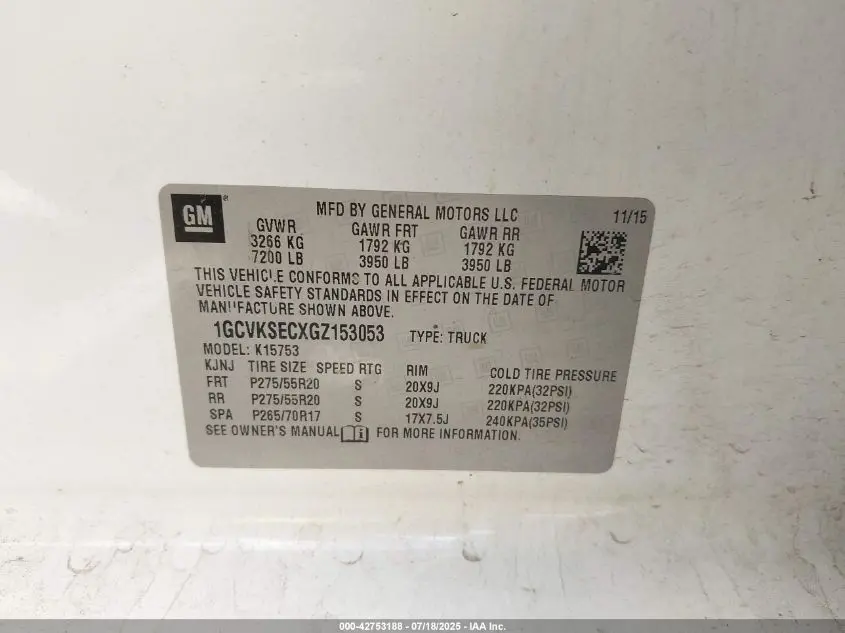 GM®
MFD BY GENERAL MOTORS LLC 11/15
GVWR GAWR FRT GAWR RR
3266 KG 1792 KG 1792 KG
7200 LB 3950 LB 3950 LB
THIS VEHICLE CONFORMS TO ALL APPLICABLE U.S. FEDERAL MOTOR
VEHICLE SAFETY STANDARDS IN EFFECT ON THE DATE OF
MANUFACTURE SHOWN ABOVE.
1GCVKSECXGZ153053 TYPE: TRUCK
MODEL: K15753
KJNJ TIRE SIZE SPEED RTG RIM COLD TIRE PRESSURE
FRT P275/55R20 S 20X9J 220KPA(32PSI)
RR P275/55R20 S 20X9J 220KPA(32PSI)
SPA P265/70R17 S 17X7.5J 240KPA(35PSI)
SEE OWNER'S MANUAL i FOR MORE INFORMATION.
000-42753188 - 07/18/2025 - IAA Inc.